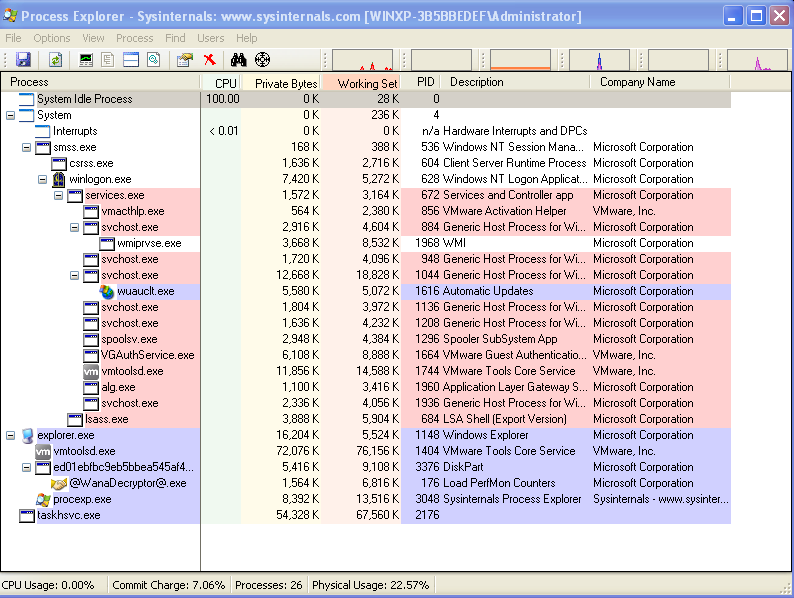 Process Explorer - Sysinternals: www.sysinternals.com [WINXP-3B5BBEDEF\Administrator]
File Options View Process Find Users Help
Process CPU Private Bytes Working Set PID Description Company Name
System Idle Process 100.00 0 K 28 K 0
System 0 K 236 K 4
Interrupts < 0.01 0 K 0 K n/a Hardware Interrupts and DPCs
smss.exe 168 K 388 K 536 Windows NT Session Mana... Microsoft Corporation
csrss.exe 1,636 K 2,716 K 604 Client Server Runtime Process Microsoft Corporation
winlogon.exe 7,420 K 5,272 K 628 Windows NT Logon Applicat... Microsoft Corporation
services.exe 1,572 K 3,164 K 672 Services and Controller app Microsoft Corporation
vmacthlp.exe 564 K 2,380 K 856 VMware Activation Helper VMware, Inc.
svchost.exe 2,916 K 4,604 K 884 Generic Host Process for Wi... Microsoft Corporation
wmiprvse.exe 3,668 K 8,532 K 1968 WMI Microsoft Corporation
svchost.exe 1,720 K 4,096 K 948 Generic Host Process for Wi... Microsoft Corporation
svchost.exe 12,668 K 18,828 K 1044 Generic Host Process for Wi... Microsoft Corporation
wuauclt.exe 5,580 K 5,072 K 1616 Automatic Updates Microsoft Corporation
svchost.exe 1,804 K 3,972 K 1136 Generic Host Process for Wi... Microsoft Corporation
svchost.exe 1,636 K 4,232 K 1208 Generic Host Process for Wi... Microsoft Corporation
spoolsv.exe 2,948 K 4,384 K 1296 Spooler SubSystem App Microsoft Corporation
VGAuthService.exe 6,108 K 8,888 K 1664 VMware Guest Authenticatio... VMware, Inc.
vmtoolsd.exe 11,856 K 14,588 K 1744 VMware Tools Core Service VMware, Inc.
alg.exe 1,100 K 3,416 K 1960 Application Layer Gateway S... Microsoft Corporation
svchost.exe 2,336 K 4,056 K 1936 Generic Host Process for Wi... Microsoft Corporation
lsass.exe 3,888 K 5,904 K 684 LSA Shell (Export Version) Microsoft Corporation
explorer.exe 16,204 K 5,524 K 1148 Windows Explorer Microsoft Corporation
vmtoolsd.exe 72,076 K 76,156 K 1404 VMware Tools Core Service VMware, Inc.
ed01ebfbc9eb5bbea545af4... 5,416 K 9,108 K 3376 DiskPart Microsoft Corporation
@WanaDecryptor@.exe 1,564 K 6,816 K 176 Load PerfMon Counters Microsoft Corporation
procexp.exe 8,392 K 13,516 K 3048 Sysinternals Process Explorer Sysinternals - www.sysinter...
taskhsvc.exe 54,328 K 67,560 K 2176
CPU Usage: 0.00% Commit Charge: 7.06% Processes: 26 Physical Usage: 22.57%